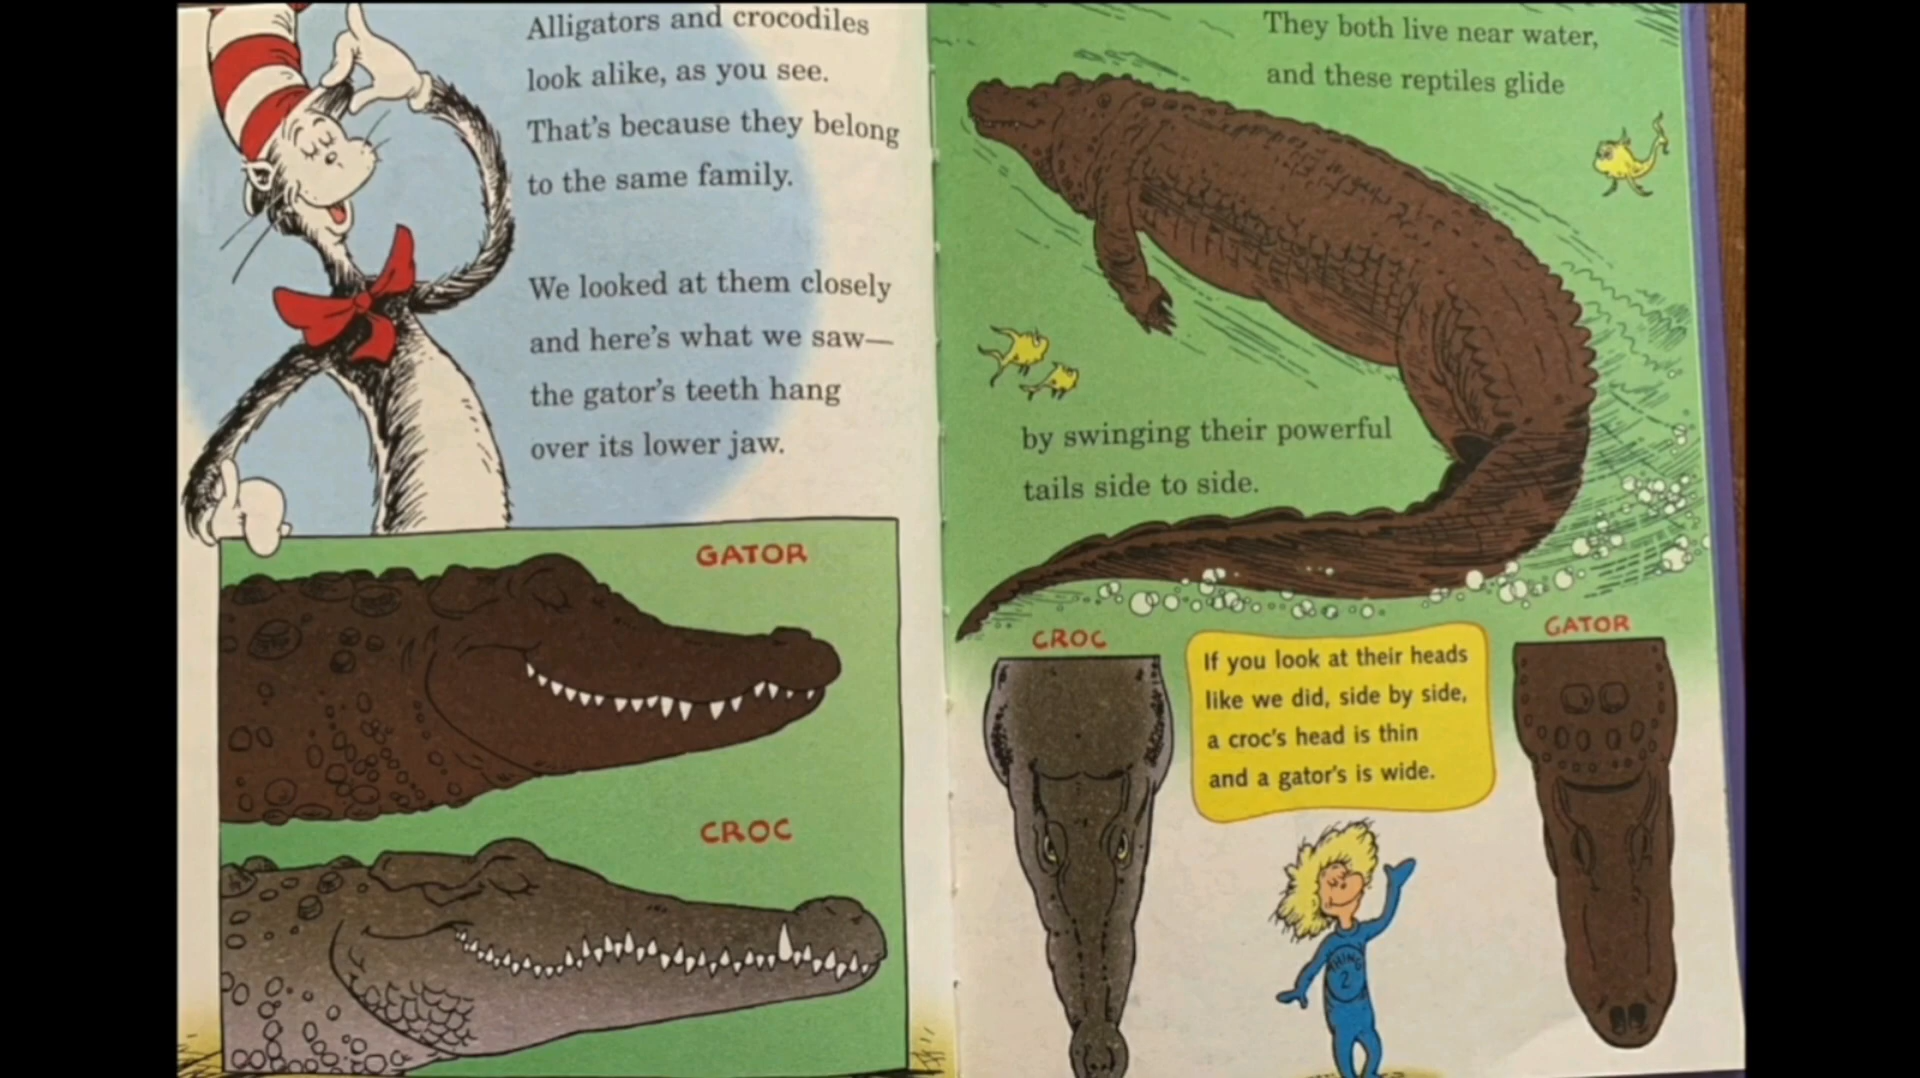 Alligators and crocodiles
look alike, as you see.
That's because they belong
to the same family.
We looked at them closely
and here's what we saw—
the gator's teeth hang
over its lower jaw.
GATOR
CROC
They both live near water,
and these reptiles glide
by swinging their powerful
tails side to side.
CROC
If you look at their heads
like we did, side by side,
a croc's head is thin
and a gator's is wide.
GATOR
THING
2